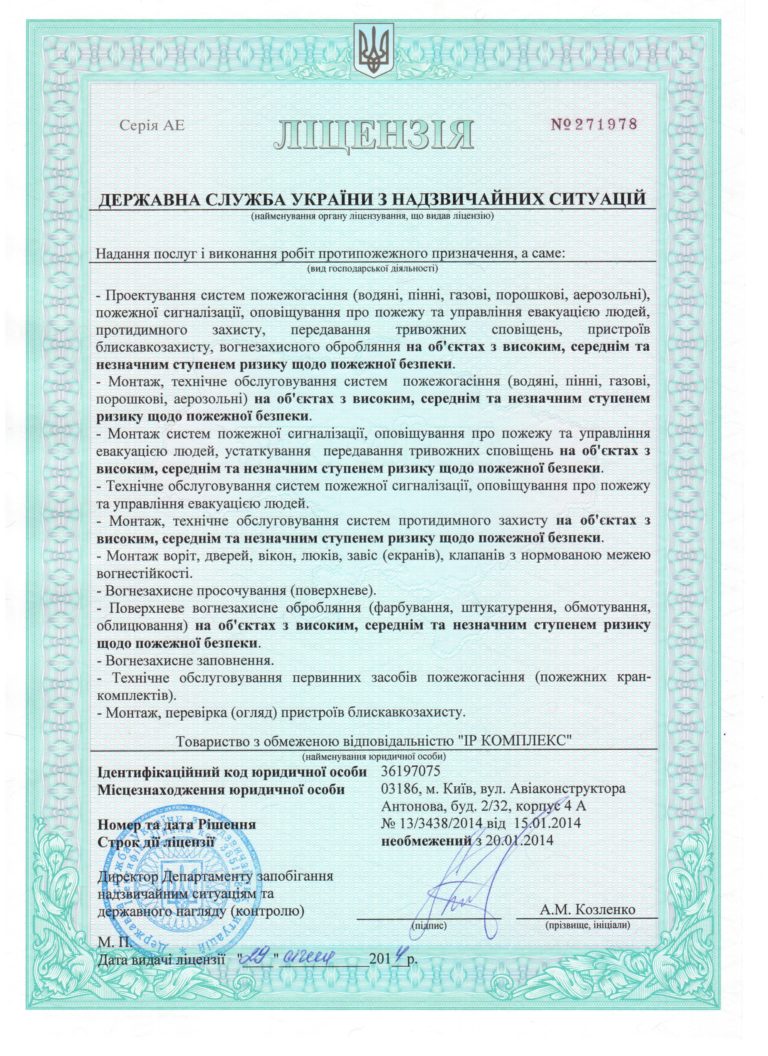 Серія АЕ
ЛІЦЕНЗІЯ
№271978
ДЕРЖАВНА СЛУЖБА УКРАЇНИ З НАДЗВИЧАЙНИХ СИТУАЦІЙ
(найменування органу ліцензування, що видав ліцензію)
Надання послуг і виконання робіт протипожежного призначення, а саме:
(вид господарської діяльності)
- Проектування систем пожежогасіння (водяні, пінні, газові, порошкові, аерозольні),
пожежної сигналізації, оповіщування про пожежу та управління евакуацією людей,
протидимного захисту, передавання тривожних сповіщень, пристроїв
блискавкозахисту, вогнезахисного обробляння на об'єктах з високим, середнім та
незначним ступенем ризику щодо пожежної безпеки.
- Монтаж, технічне обслуговування систем пожежогасіння (водяні, пінні, газові,
порошкові, аерозольні) на об'єктах з високим, середнім та незначним ступенем
ризику щодо пожежної безпеки.
- Монтаж систем пожежної сигналізації, оповіщування про пожежу та управління
евакуацією людей, устаткування передавання тривожних сповіщень на об'єктах з
високим, середнім та незначним ступенем ризику щодо пожежної безпеки.
- Технічне обслуговування систем пожежної сигналізації, оповіщування про пожежу
та управління евакуацією людей.
- Монтаж, технічне обслуговування систем протидимного захисту на об'єктах з
високим, середнім та незначним ступенем ризику щодо пожежної безпеки.
- Монтаж воріт, дверей, вікон, люків, завіс (екранів), клапанів з нормованою межею
вогнестійкості.
- Вогнезахисне просочування (поверхневе).
- Поверхневе вогнезахисне обробляння (фарбування, штукатурення, обмотування,
облицювання) на об'єктах з високим, середнім та незначним ступенем ризику
щодо пожежної безпеки.
- Вогнезахисне заповнення.
- Технічне обслуговування первинних засобів пожежогасіння (пожежних кран-
комплектів).
- Монтаж, перевірка (огляд) пристроїв блискавкозахисту.
Товариство з обмеженою відповідальністю "ІР КОМПЛЕКС"
(найменування юридичної особи)
Ідентифікаційний код юридичної особи 36197075
Місцезнаходження юридичної особи 03186, м. Київ, вул. Авіаконструктора
Антонова, буд. 2/32, корпус 4 А
Номер та дата Рішення № 13/3438/2014 від 15.01.2014
Строк дії ліцензії необмежений з 20.01.2014
Директор Департаменту запобігання
надзвичайним ситуаціям та
державного нагляду (контролю) А.М. Козленко
(підпис) (прізвище, ініціали)
М. П.
Дата видачі ліцензії "29" січня 2014 р.